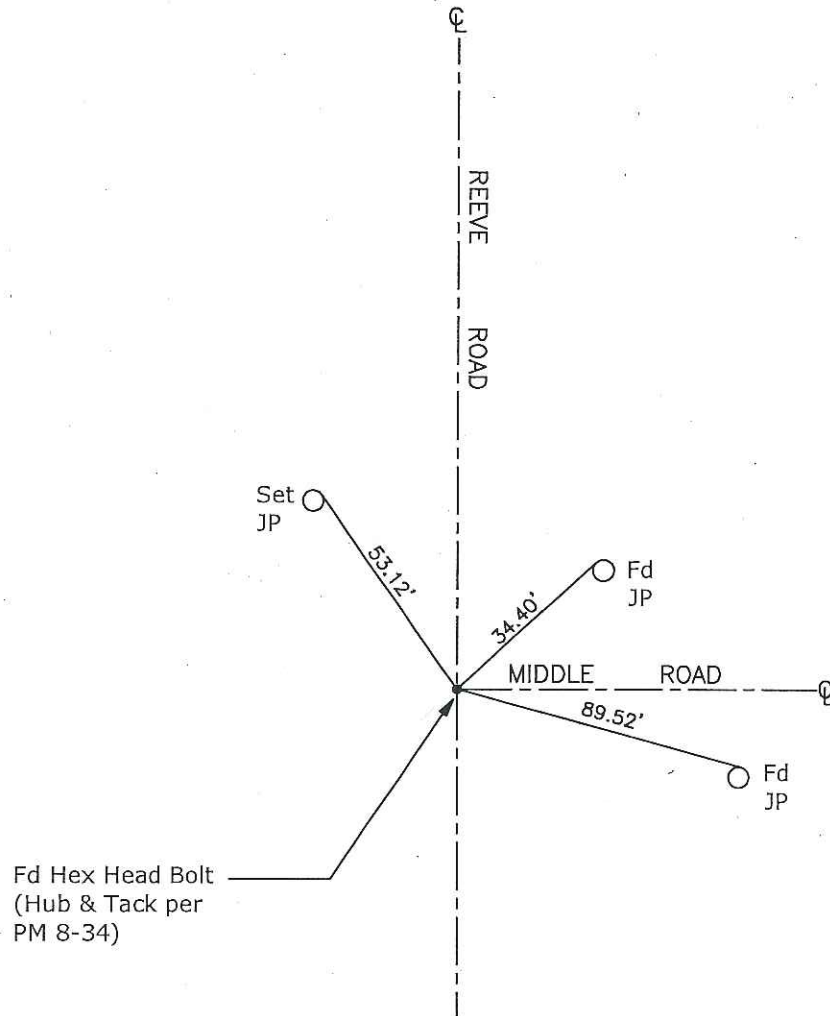 ℄
REEVE ROAD
Set
JP
53.12'
34.40'
Fd
JP
MIDDLE ROAD
℄
89.52'
Fd
JP
Fd Hex Head Bolt
(Hub & Tack per
PM 8-34)